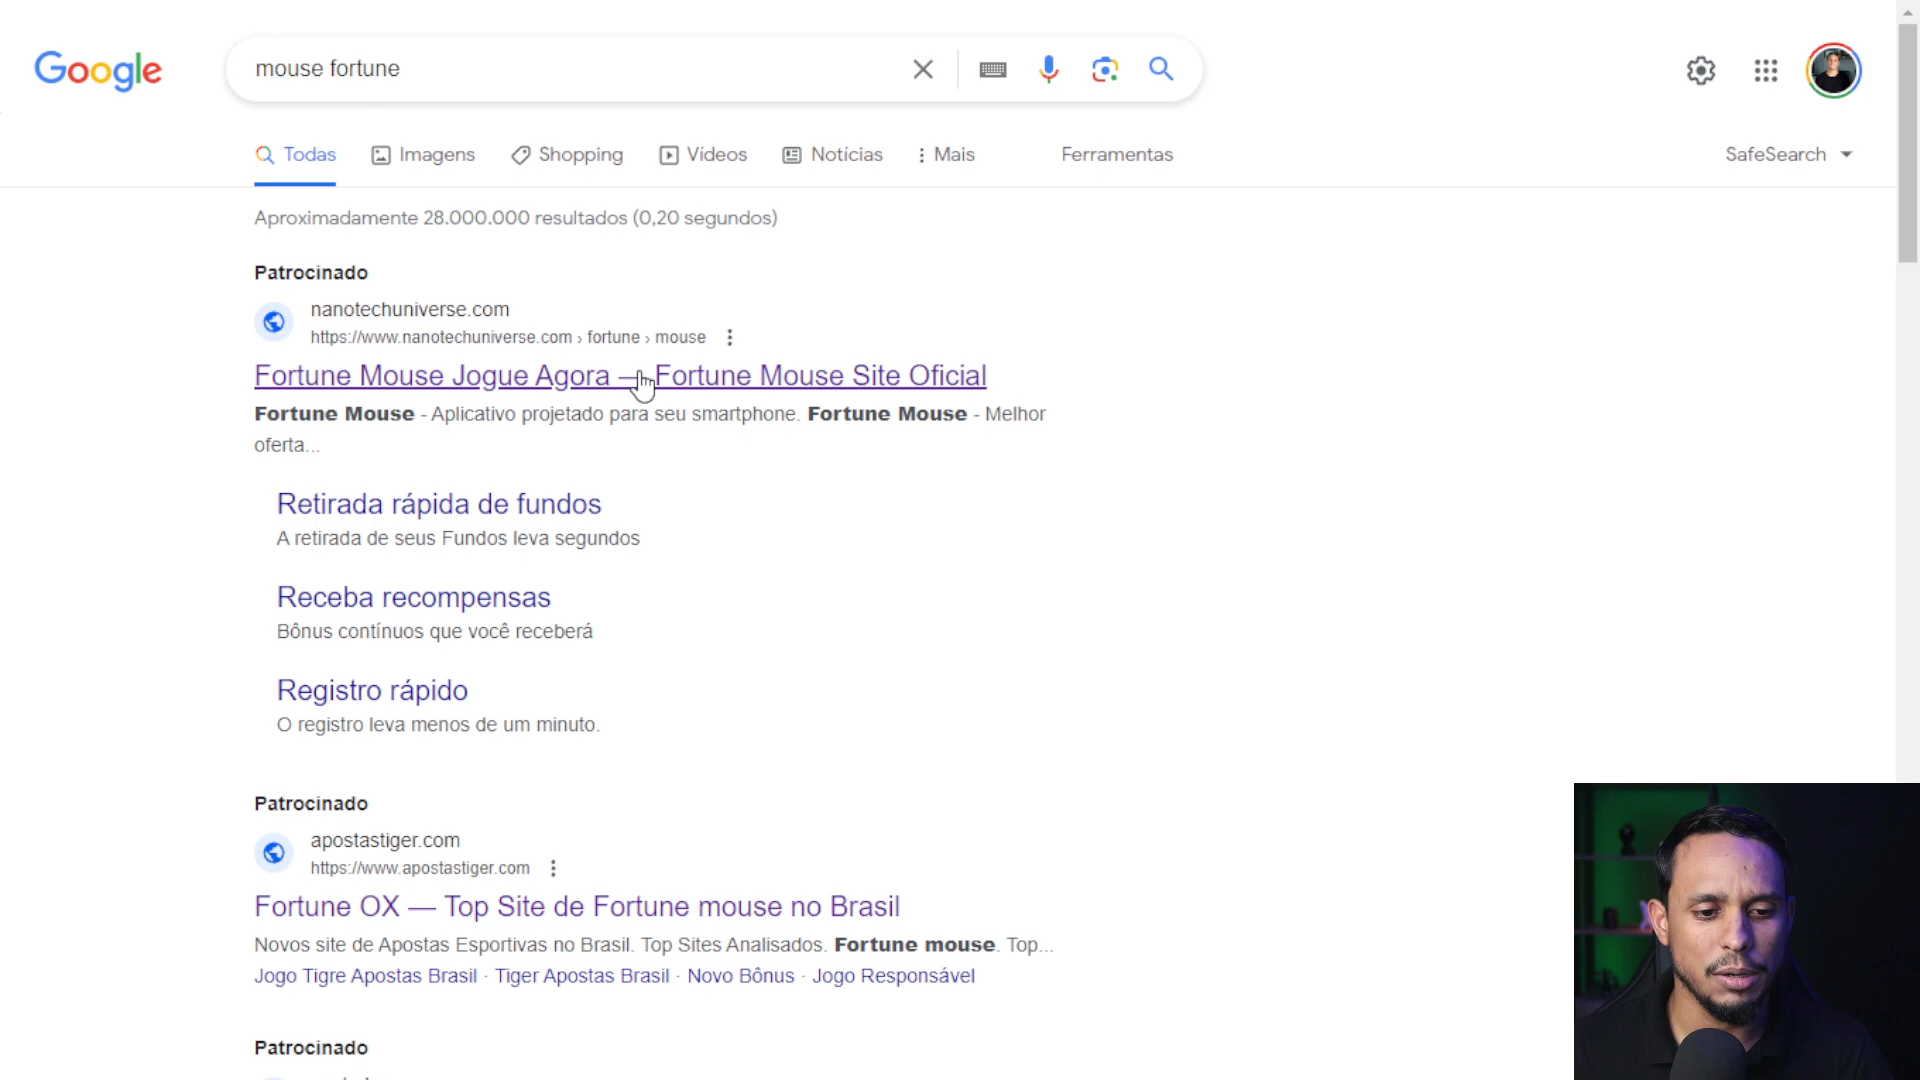 Google
mouse fortune
Todas
Imagens
Shopping
Vídeos
Notícias
Mais
Ferramentas
SafeSearch
Aproximadamente 28.000.000 resultados (0,20 segundos)
Patrocinado
nanotechuniverse.com
https://www.nanotechuniverse.com › fortune › mouse
Fortune Mouse Jogue Agora — Fortune Mouse Site Oficial
Fortune Mouse - Aplicativo projetado para seu smartphone. Fortune Mouse - Melhor
oferta...
Retirada rápida de fundos
A retirada de seus Fundos leva segundos
Receba recompensas
Bônus contínuos que você receberá
Registro rápido
O registro leva menos de um minuto.
Patrocinado
apostastiger.com
https://www.apostastiger.com
Fortune OX — Top Site de Fortune mouse no Brasil
Novos site de Apostas Esportivas no Brasil. Top Sites Analisados. Fortune mouse. Top...
Jogo Tigre Apostas Brasil · Tiger Apostas Brasil · Novo Bônus · Jogo Responsável
Patrocinado